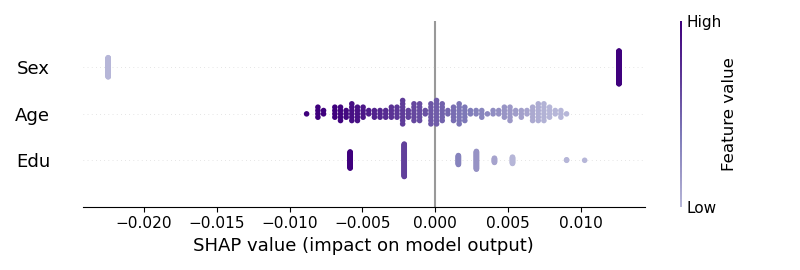 High
Sex
Age
Edu
Feature value
Low
−0.020 −0.015 −0.010 −0.005 0.000 0.005 0.010
SHAP value (impact on model output)